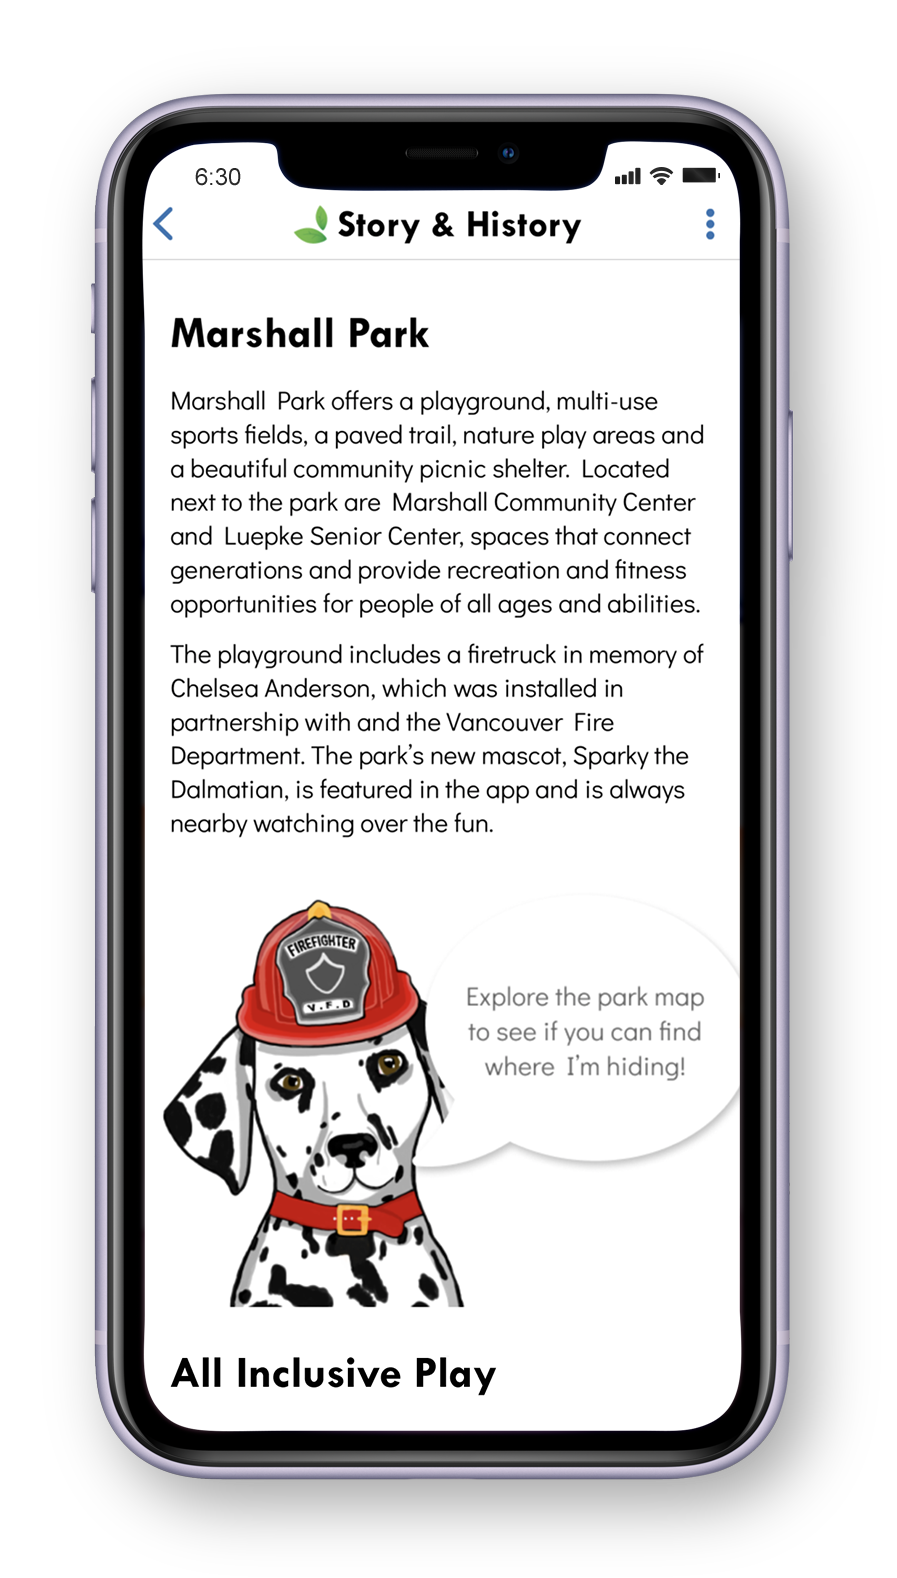 6:30
Story & History
Marshall Park
Marshall Park offers a playground, multi-use
sports fields, a paved trail, nature play areas and
a beautiful community picnic shelter. Located
next to the park are Marshall Community Center
and Luepke Senior Center, spaces that connect
generations and provide recreation and fitness
opportunities for people of all ages and abilities.
The playground includes a firetruck in memory of
Chelsea Anderson, which was installed in
partnership with and the Vancouver Fire
Department. The park's new mascot, Sparky the
Dalmatian, is featured in the app and is always
nearby watching over the fun.
FIREFIGHTER
V.F.D
Explore the park map
to see if you can find
where I'm hiding!
All Inclusive Play